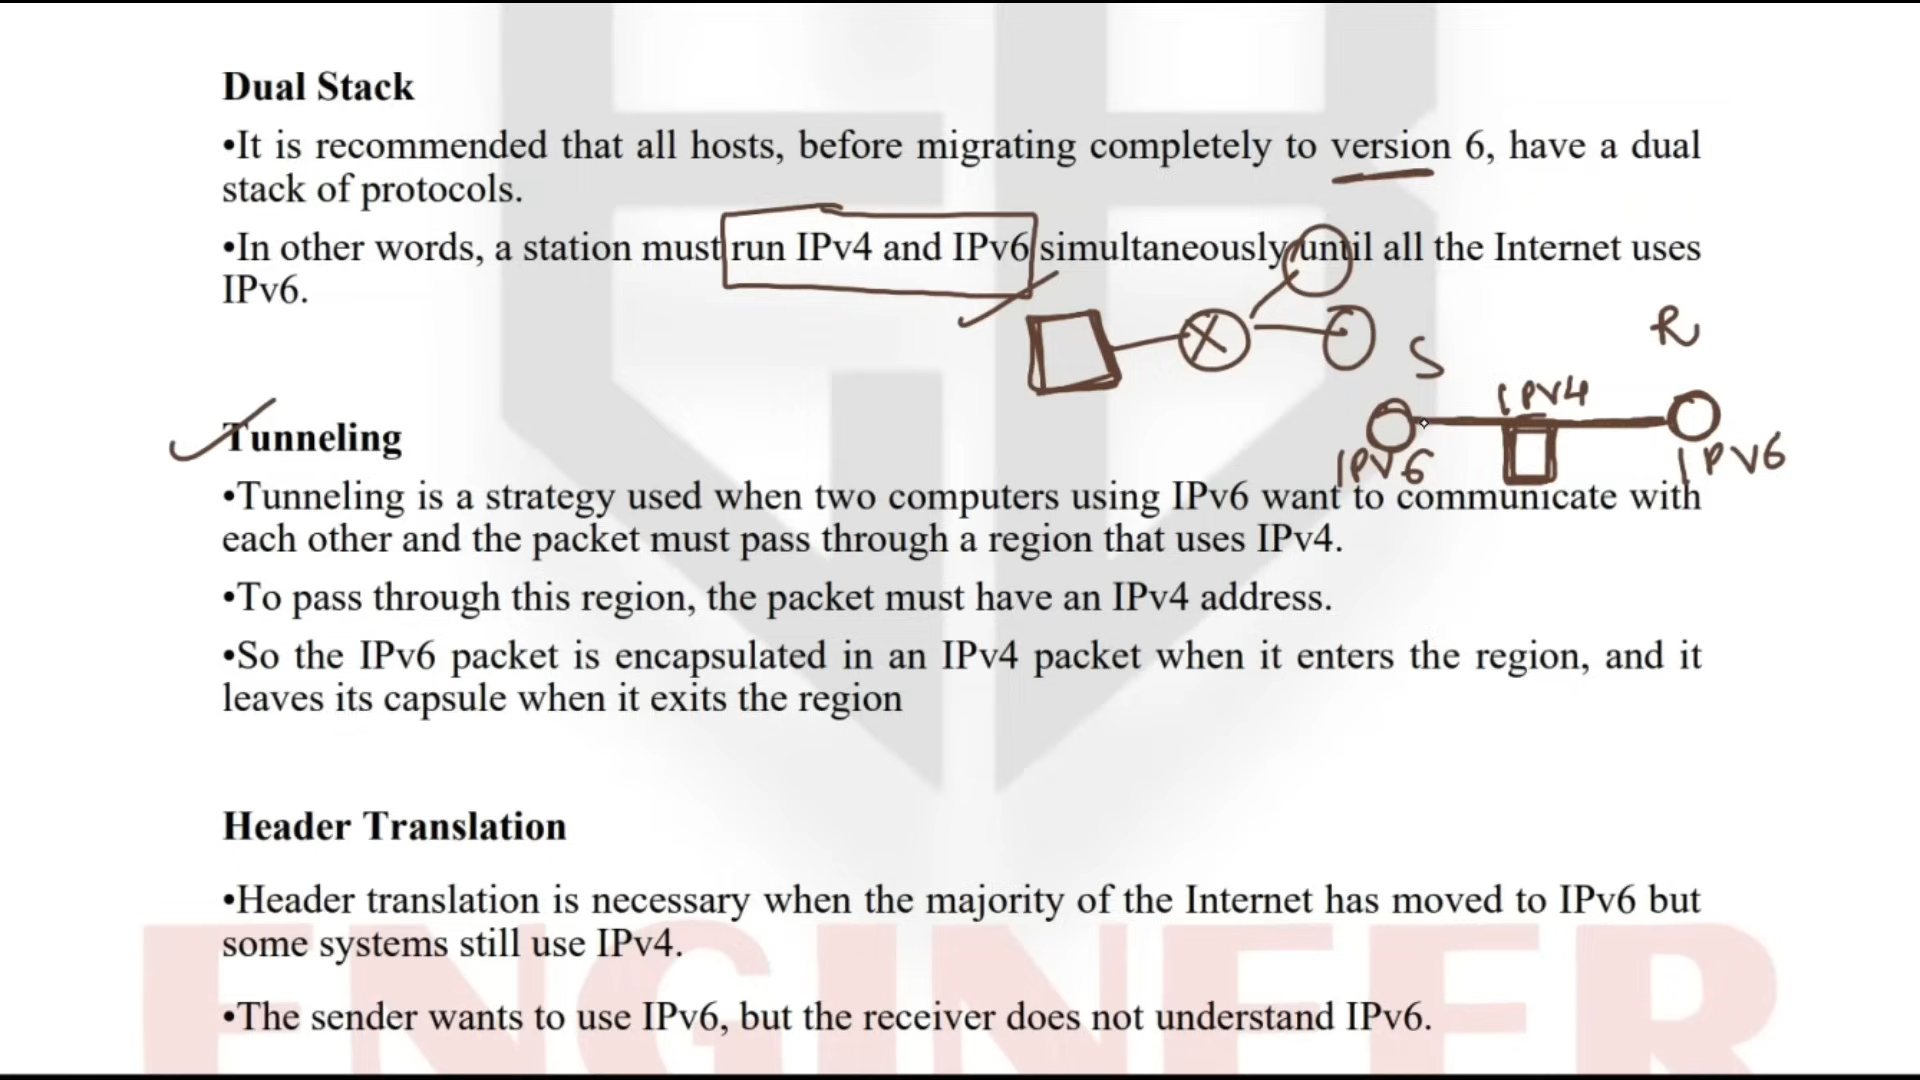 Dual Stack
•It is recommended that all hosts, before migrating completely to version 6, have a dual
stack of protocols.
•In other words, a station must run IPv4 and IPv6 simultaneously until all the Internet uses
IPv6.
R
S
IPV4
IPV6
IPV6
Tunneling
•Tunneling is a strategy used when two computers using IPv6 want to communicate with
each other and the packet must pass through a region that uses IPv4.
•To pass through this region, the packet must have an IPv4 address.
•So the IPv6 packet is encapsulated in an IPv4 packet when it enters the region, and it
leaves its capsule when it exits the region
Header Translation
•Header translation is necessary when the majority of the Internet has moved to IPv6 but
some systems still use IPv4.
•The sender wants to use IPv6, but the receiver does not understand IPv6.
ENGINEER